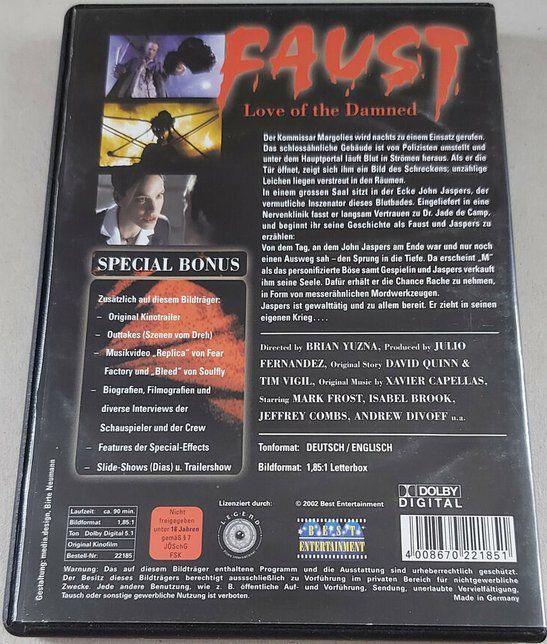 FAUST
Love of the Damned
Der Kommissar Margolies wird nachts zu einem Einsatz gerufen.
Das schlossähnliche Gebäude ist von Polizisten umstellt und
unter dem Hauptportal läuft Blut in Strömen heraus. Als er die
Tür öffnet, zeigt sich ihm ein Bild des Schreckens; unzählige
Leichen liegen verstreut in den Räumen.
In einem grossen Saal sitzt in der Ecke John Jaspers, der
vermutliche Inszenator dieses Blutbades. Eingeliefert in eine
Nervenklinik fasst er langsam Vertrauen zu Dr. Jade de Camp,
und beginnt ihr seine Geschichte als Faust und Jaspers zu
erzählen:
Von dem Tag, an dem John Jaspers am Ende war und nur noch
einen Ausweg sah - den Sprung in die Tiefe. Da erscheint „M"
als das personifizierte Böse samt Gespielin und Jaspers verkauft
ihm seine Seele. Dafür erhält er die Chance Rache zu nehmen,
in Form von messerähnlichen Mordwerkzeugen.
Jaspers ist gewalttätig und zu allem bereit. Er zieht in seinen
eigenen Krieg . . . .
SPECIAL BONUS
Zusätzlich auf diesem Bildträger:
– Original Kinotrailer
– Outtakes (Szenen vom Dreh)
– Musikvideo „Replica" von Fear
Factory und „Bleed" von Soulfly
– Biografien, Filmografien und
diverse Interviews der
Schauspieler und der Crew
– Features der Special-Effects
– Slide-Shows (Dias) u. Trailershow
Directed by BRIAN YUZNA, Produced by JULIO
FERNANDEZ, Original Story DAVID QUINN &
TIM VIGIL, Original Music by XAVIER CAPELLAS,
Starring MARK FROST, ISABEL BROOK,
JEFFREY COMBS, ANDREW DIVOFF u.a.
Tonformat: DEUTSCH / ENGLISCH
Bildformat: 1,85:1 Letterbox
Gestaltung: media.design, Birte Neumann
Laufzeit: ca. 90 min.
Bildformat 1,85:1
Ton Dolby Digital 5.1
Original Kinofilm
Bestell-Nr: 22185
Nicht
freigegeben
unter 18 Jahren
gemäß § 7
JÖSchG
FSK
Lizenziert durch:
LEGEND
© 2002 Best Entertainment
BEST
ENTERTAINMENT
DOLBY
DIGITAL
4 008670 221851
Warnung: Das auf diesem Bildträger enthaltene Programm und die Ausstattung sind urheberrechtlich geschützt.
Der Besitz dieses Bildträgers berechtigt ausschließlich zu Vorführung im privaten Bereich für nichtgewerbliche
Zwecke. Jede andere Benutzung, wie z. B. öffentliche Auf- und Vorführung, Sendung, unerlaubte Vervielfältigung,
Tausch oder sonstige gewerbliche Nutzung ist verboten.
Made in Germany